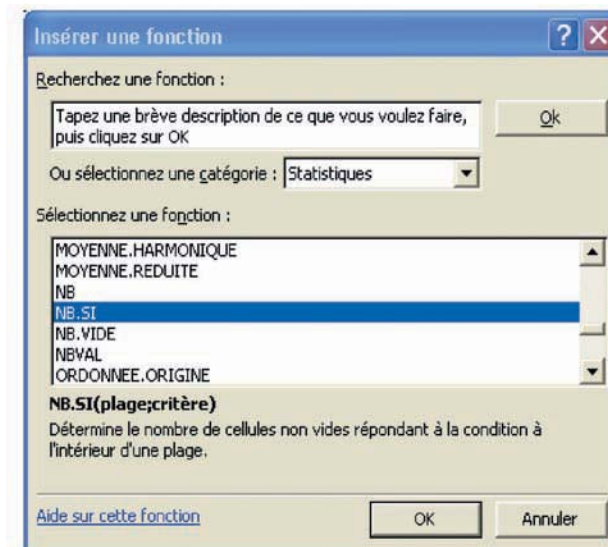 Insérer une fonction
Recherchez une fonction :
Tapez une brève description de ce que vous voulez faire,
puis cliquez sur OK
Ok
Ou sélectionnez une catégorie : Statistiques
Sélectionnez une fonction :
MOYENNE.HARMONIQUE
MOYENNE.REDUITE
NB
NB.SI
NB.VIDE
NBVAL
ORDONNEE.ORIGINE
NB.SI(plage;critère)
Détermine le nombre de cellules non vides répondant à la condition à
l'intérieur d'une plage.
Aide sur cette fonction
OK
Annuler